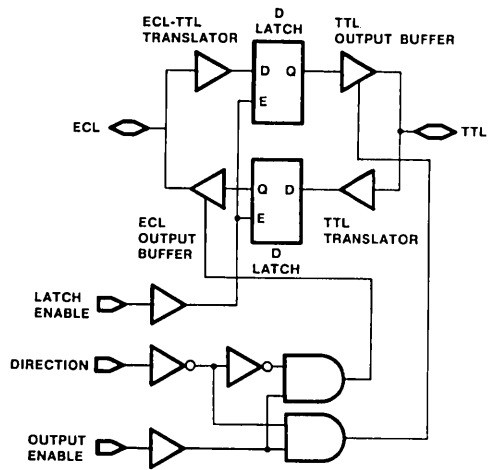 ECL-TTL
TRANSLATOR
D
LATCH
TTL
OUTPUT BUFFER
D Q
E
ECL
TTL
Q D
E
ECL
OUTPUT
BUFFER
TTL
TRANSLATOR
D
LATCH
LATCH
ENABLE
DIRECTION
OUTPUT
ENABLE